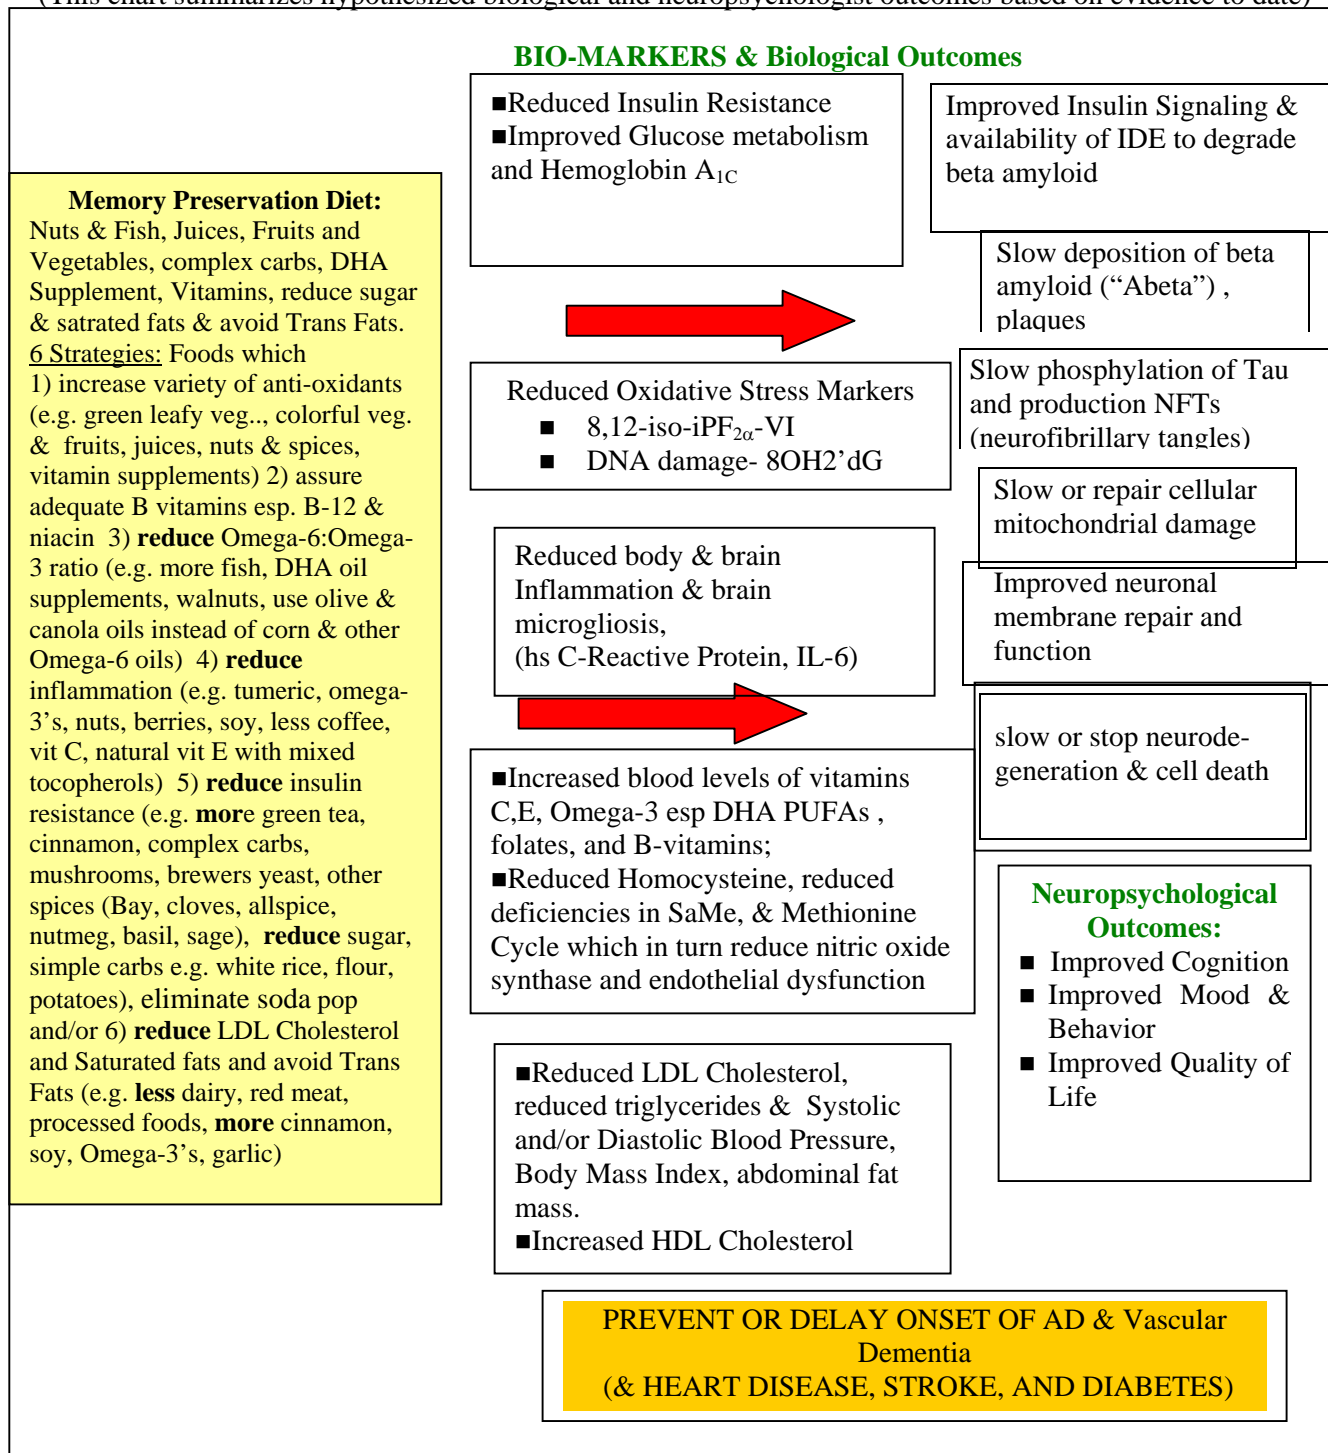 (This chart summarizes hypothesized biological and neuropsychologist outcomes based on evidence to date)
BIO-MARKERS & Biological Outcomes
Memory Preservation Diet:
Nuts & Fish, Juices, Fruits and
Vegetables, complex carbs, DHA
Supplement, Vitamins, reduce sugar
& satrated fats & avoid Trans Fats.
6 Strategies: Foods which
1) increase variety of anti-oxidants
(e.g. green leafy veg.., colorful veg.
& fruits, juices, nuts & spices,
vitamin supplements) 2) assure
adequate B vitamins esp. B-12 &
niacin 3) reduce Omega-6:Omega-
3 ratio (e.g. more fish, DHA oil
supplements, walnuts, use olive &
canola oils instead of corn & other
Omega-6 oils) 4) reduce
inflammation (e.g. tumeric, omega-
3’s, nuts, berries, soy, less coffee,
vit C, natural vit E with mixed
tocopherols) 5) reduce insulin
resistance (e.g. more green tea,
cinnamon, complex carbs,
mushrooms, brewers yeast, other
spices (Bay, cloves, allspice,
nutmeg, basil, sage), reduce sugar,
simple carbs e.g. white rice, flour,
potatoes), eliminate soda pop
and/or 6) reduce LDL Cholesterol
and Saturated fats and avoid Trans
Fats (e.g. less dairy, red meat,
processed foods, more cinnamon,
soy, Omega-3’s, garlic)
■Reduced Insulin Resistance
■Improved Glucose metabolism
and Hemoglobin A1C
Reduced Oxidative Stress Markers
■ 8,12-iso-iPF2α-VI
■ DNA damage- 8OH2’dG
Reduced body & brain
Inflammation & brain
microgliosis,
(hs C-Reactive Protein, IL-6)
■Increased blood levels of vitamins
C,E, Omega-3 esp DHA PUFAs ,
folates, and B-vitamins;
■Reduced Homocysteine, reduced
deficiencies in SaMe, & Methionine
Cycle which in turn reduce nitric oxide
synthase and endothelial dysfunction
■Reduced LDL Cholesterol,
reduced triglycerides & Systolic
and/or Diastolic Blood Pressure,
Body Mass Index, abdominal fat
mass.
■Increased HDL Cholesterol
Improved Insulin Signaling &
availability of IDE to degrade
beta amyloid
Slow deposition of beta
amyloid (“Abeta”) ,
plaques
Slow phosphylation of Tau
and production NFTs
(neurofibrillary tangles)
Slow or repair cellular
mitochondrial damage
Improved neuronal
membrane repair and
function
slow or stop neurode-
generation & cell death
Neuropsychological
Outcomes:
■ Improved Cognition
■ Improved Mood &
Behavior
■ Improved Quality of
Life
PREVENT OR DELAY ONSET OF AD & Vascular
Dementia
(& HEART DISEASE, STROKE, AND DIABETES)